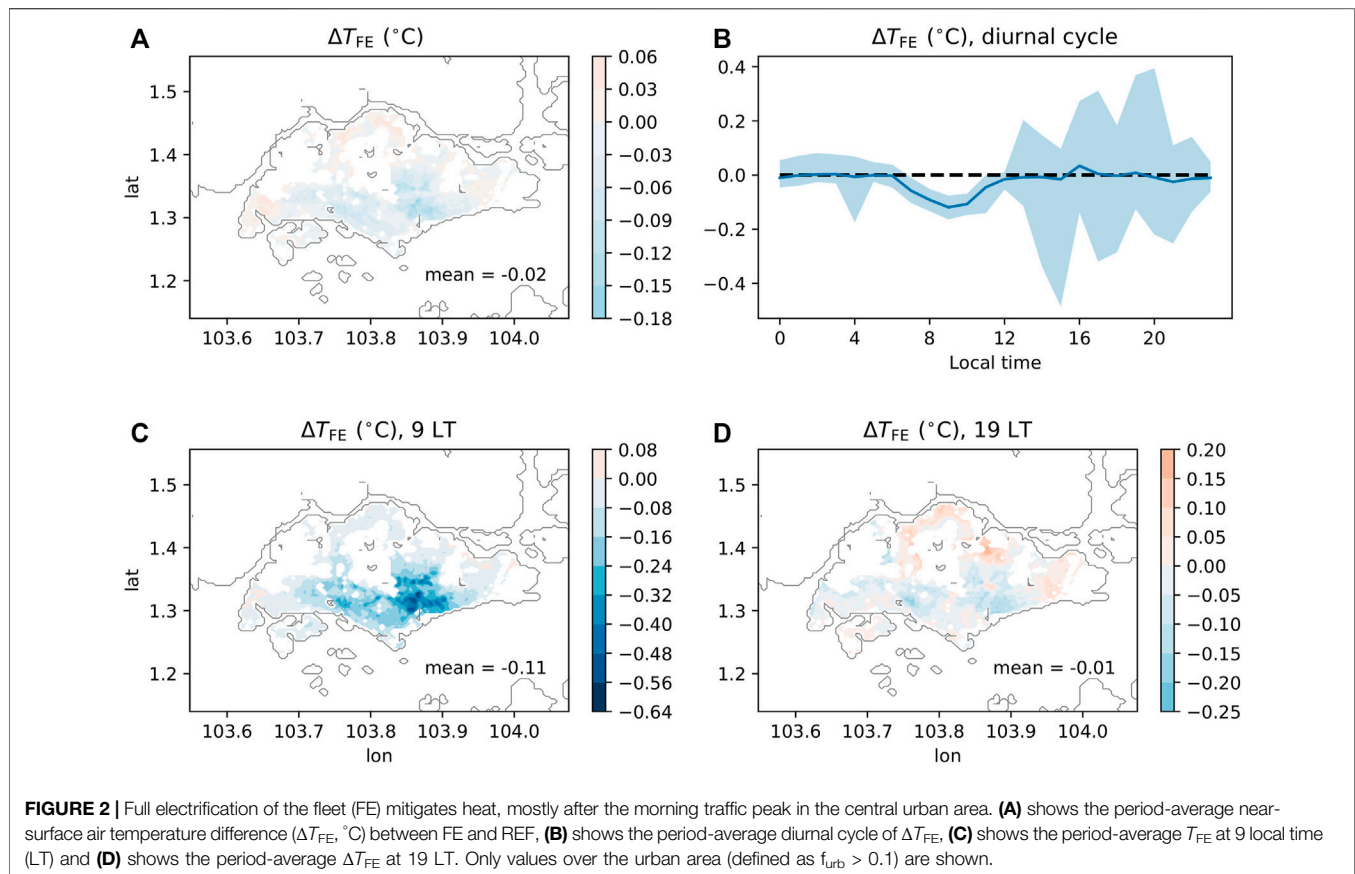 A
ΔT_FE (°C)
0.06
0.03
0.00
−0.03
−0.06
−0.09
−0.12
−0.15
−0.18
1.5
1.4
1.3
1.2
lat
mean = -0.02
103.6 103.7 103.8 103.9 104.0
B
ΔT_FE (°C), diurnal cycle
0.4
0.2
0.0
−0.2
−0.4
0 4 8 12 16 20
Local time
C
ΔT_FE (°C), 9 LT
0.08
0.00
−0.08
−0.16
−0.24
−0.32
−0.40
−0.48
−0.56
−0.64
1.5
1.4
1.3
1.2
lat
mean = -0.11
103.6 103.7 103.8 103.9 104.0
lon
D
ΔT_FE (°C), 19 LT
0.20
0.15
0.10
0.05
0.00
−0.05
−0.10
−0.15
−0.20
−0.25
1.5
1.4
1.3
1.2
lat
mean = -0.01
103.6 103.7 103.8 103.9 104.0
lon
FIGURE 2 | Full electrification of the fleet (FE) mitigates heat, mostly after the morning traffic peak in the central urban area. (A) shows the period-average near-
surface air temperature difference (ΔT_FE, °C) between FE and REF, (B) shows the period-average diurnal cycle of ΔT_FE, (C) shows the period-average T_FE at 9 local time
(LT) and (D) shows the period-average ΔT_FE at 19 LT. Only values over the urban area (defined as f_urb > 0.1) are shown.